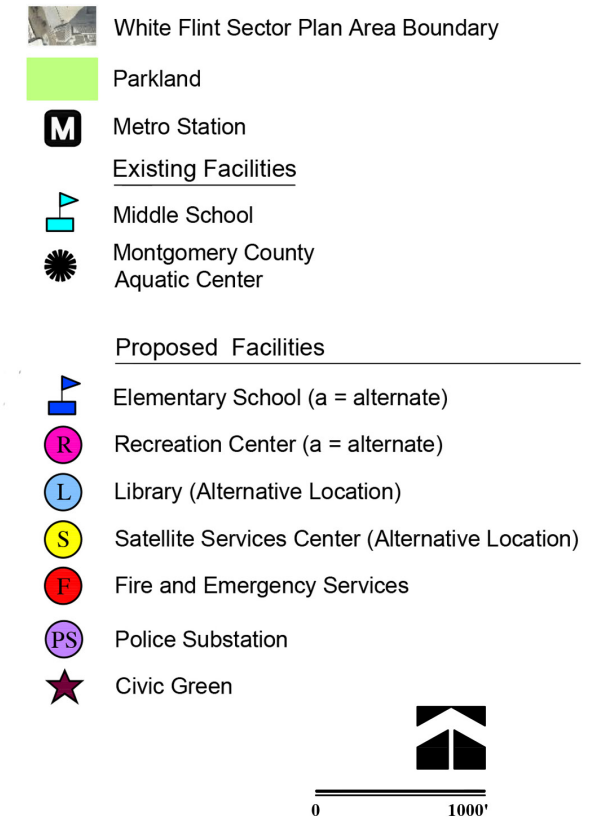 White Flint Sector Plan Area Boundary
Parkland
M Metro Station
Existing Facilities
Middle School
Montgomery County
Aquatic Center
Proposed Facilities
Elementary School (a = alternate)
R Recreation Center (a = alternate)
L Library (Alternative Location)
S Satellite Services Center (Alternative Location)
F Fire and Emergency Services
PS Police Substation
Civic Green
0 1000'